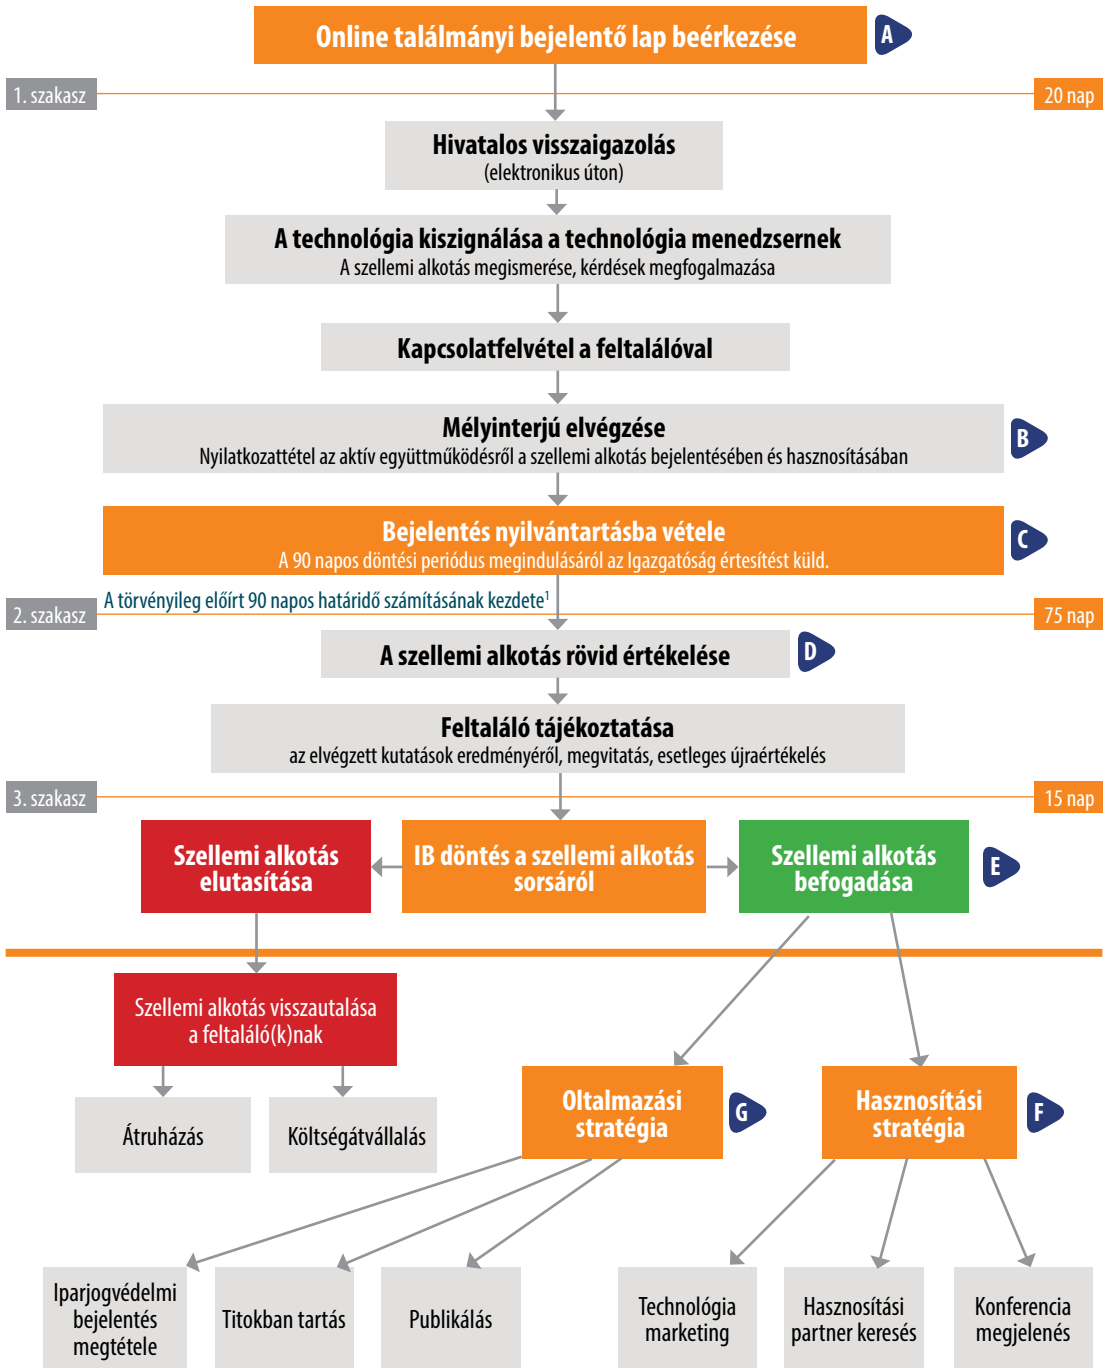 Online találmányi bejelentő lap beérkezése
A
1. szakasz
20 nap
Hivatalos visszaigazolás
(elektronikus úton)
A technológia kiszignálása a technológia menedzsernek
A szellemi alkotás megismerése, kérdések megfogalmazása
Kapcsolatfelvétel a feltalálóval
Mélyinterjú elvégzése
Nyilatkozattétel az aktív együttműködésről a szellemi alkotás bejelentésében és hasznosításában
B
Bejelentés nyilvántartásba vétele
A 90 napos döntési periódus megindulásáról az Igazgatóság értesítést küld.
C
A törvényileg előírt 90 napos határidő számításának kezdete¹
2. szakasz
75 nap
A szellemi alkotás rövid értékelése
D
Feltaláló tájékoztatása
az elvégzett kutatások eredményéről, megvitatás, esetleges újraértékelés
3. szakasz
15 nap
Szellemi alkotás
elutasítása
IB döntés a szellemi alkotás
sorsáról
Szellemi alkotás
befogadása
E
Szellemi alkotás visszautalása
a feltaláló(k)nak
Átruházás
Költségátvállalás
Oltalmazási
stratégia
G
Hasznosítási
stratégia
F
Iparjogvédelmi
bejelentés
megtétele
Titokban tartás
Publikálás
Technológia
marketing
Hasznosítási
partner keresés
Konferencia
megjelenés